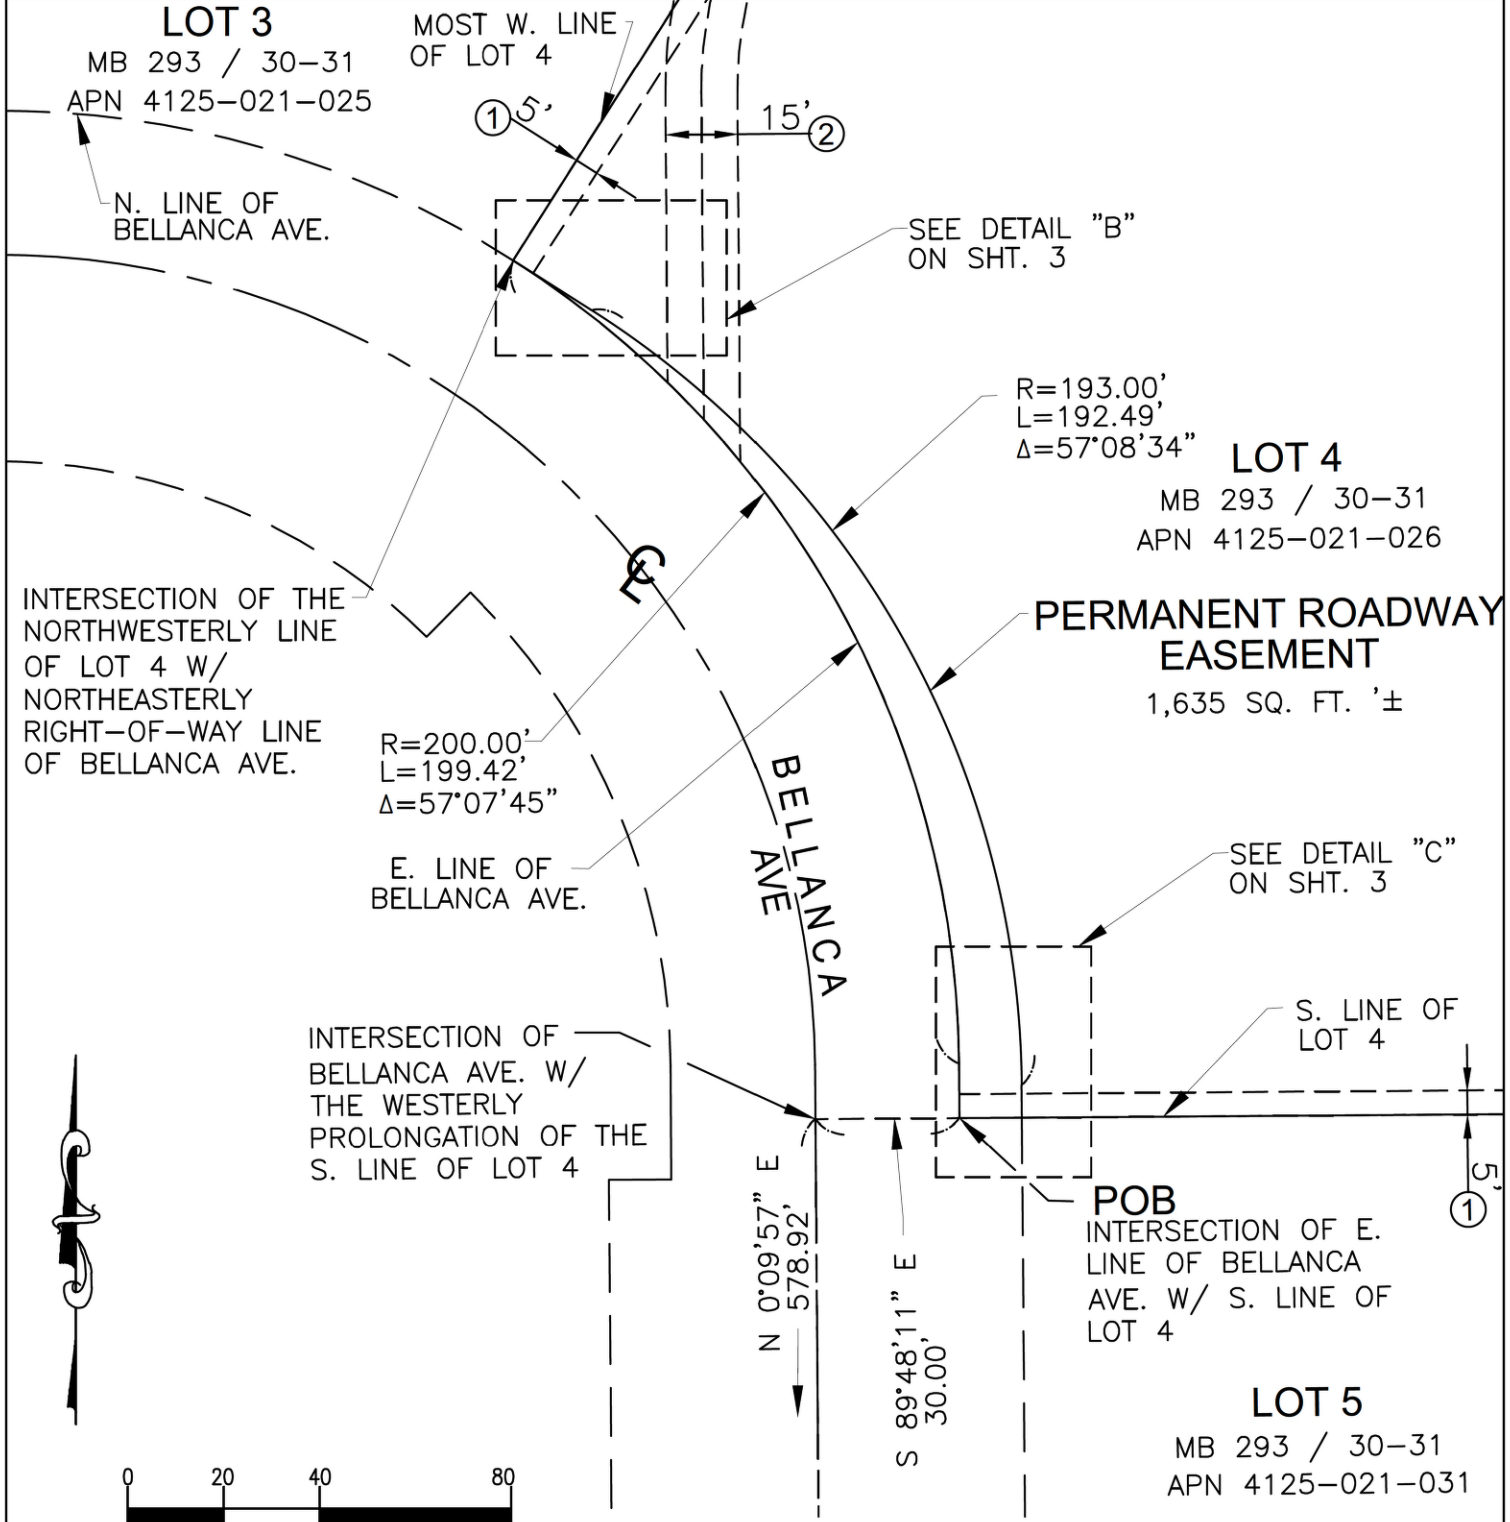 LOT 3
MB 293 / 30-31
APN 4125-021-025
MOST W. LINE
OF LOT 4
① 5'
15' ②
N. LINE OF
BELLANCA AVE.
SEE DETAIL "B"
ON SHT. 3
R=193.00'
L=192.49'
Δ=57°08'34"
LOT 4
MB 293 / 30-31
APN 4125-021-026
℄
INTERSECTION OF THE
NORTHWESTERLY LINE
OF LOT 4 W/
NORTHEASTERLY
RIGHT-OF-WAY LINE
OF BELLANCA AVE.
PERMANENT ROADWAY
EASEMENT
1,635 SQ. FT. '±
R=200.00'
L=199.42'
Δ=57°07'45"
E. LINE OF
BELLANCA AVE.
BELLANCA
AVE
SEE DETAIL "C"
ON SHT. 3
S. LINE OF
LOT 4
INTERSECTION OF
BELLANCA AVE. W/
THE WESTERLY
PROLONGATION OF THE
S. LINE OF LOT 4
N 0°09'57" E
578.92'
S 89°48'11" E
30.00'
POB
INTERSECTION OF E.
LINE OF BELLANCA
AVE. W/ S. LINE OF
LOT 4
5'
①
LOT 5
MB 293 / 30-31
APN 4125-021-031
0 20 40 80